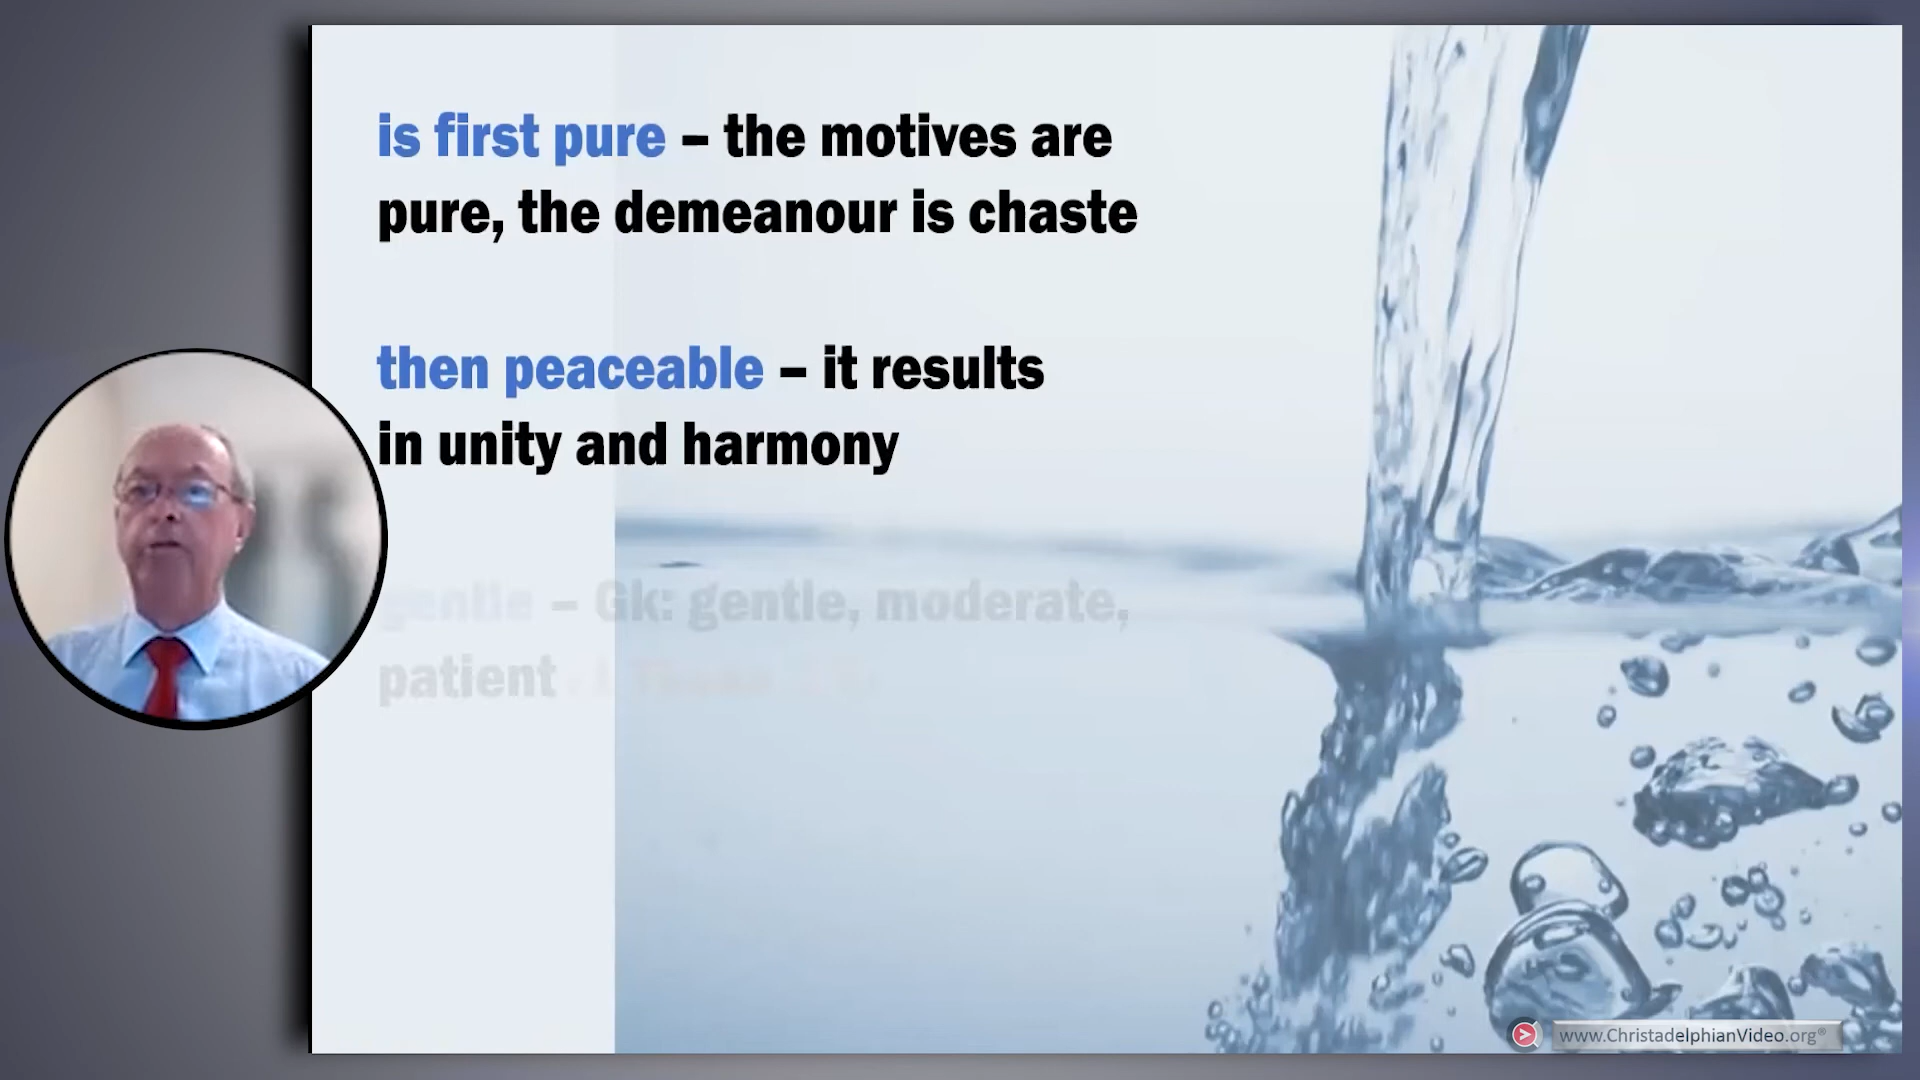 is first pure – the motives are
pure, the demeanour is chaste
then peaceable – it results
in unity and harmony
gentle – Gk: gentle, moderate,
patient
www.ChristadelphianVideo.org®